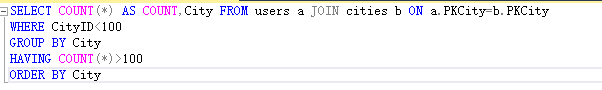 SELECT COUNT(*) AS COUNT,City FROM users a JOIN cities b ON a.PKCity=b.PKCity
WHERE CityID<100
GROUP BY City
HAVING COUNT(*)>100
ORDER BY City